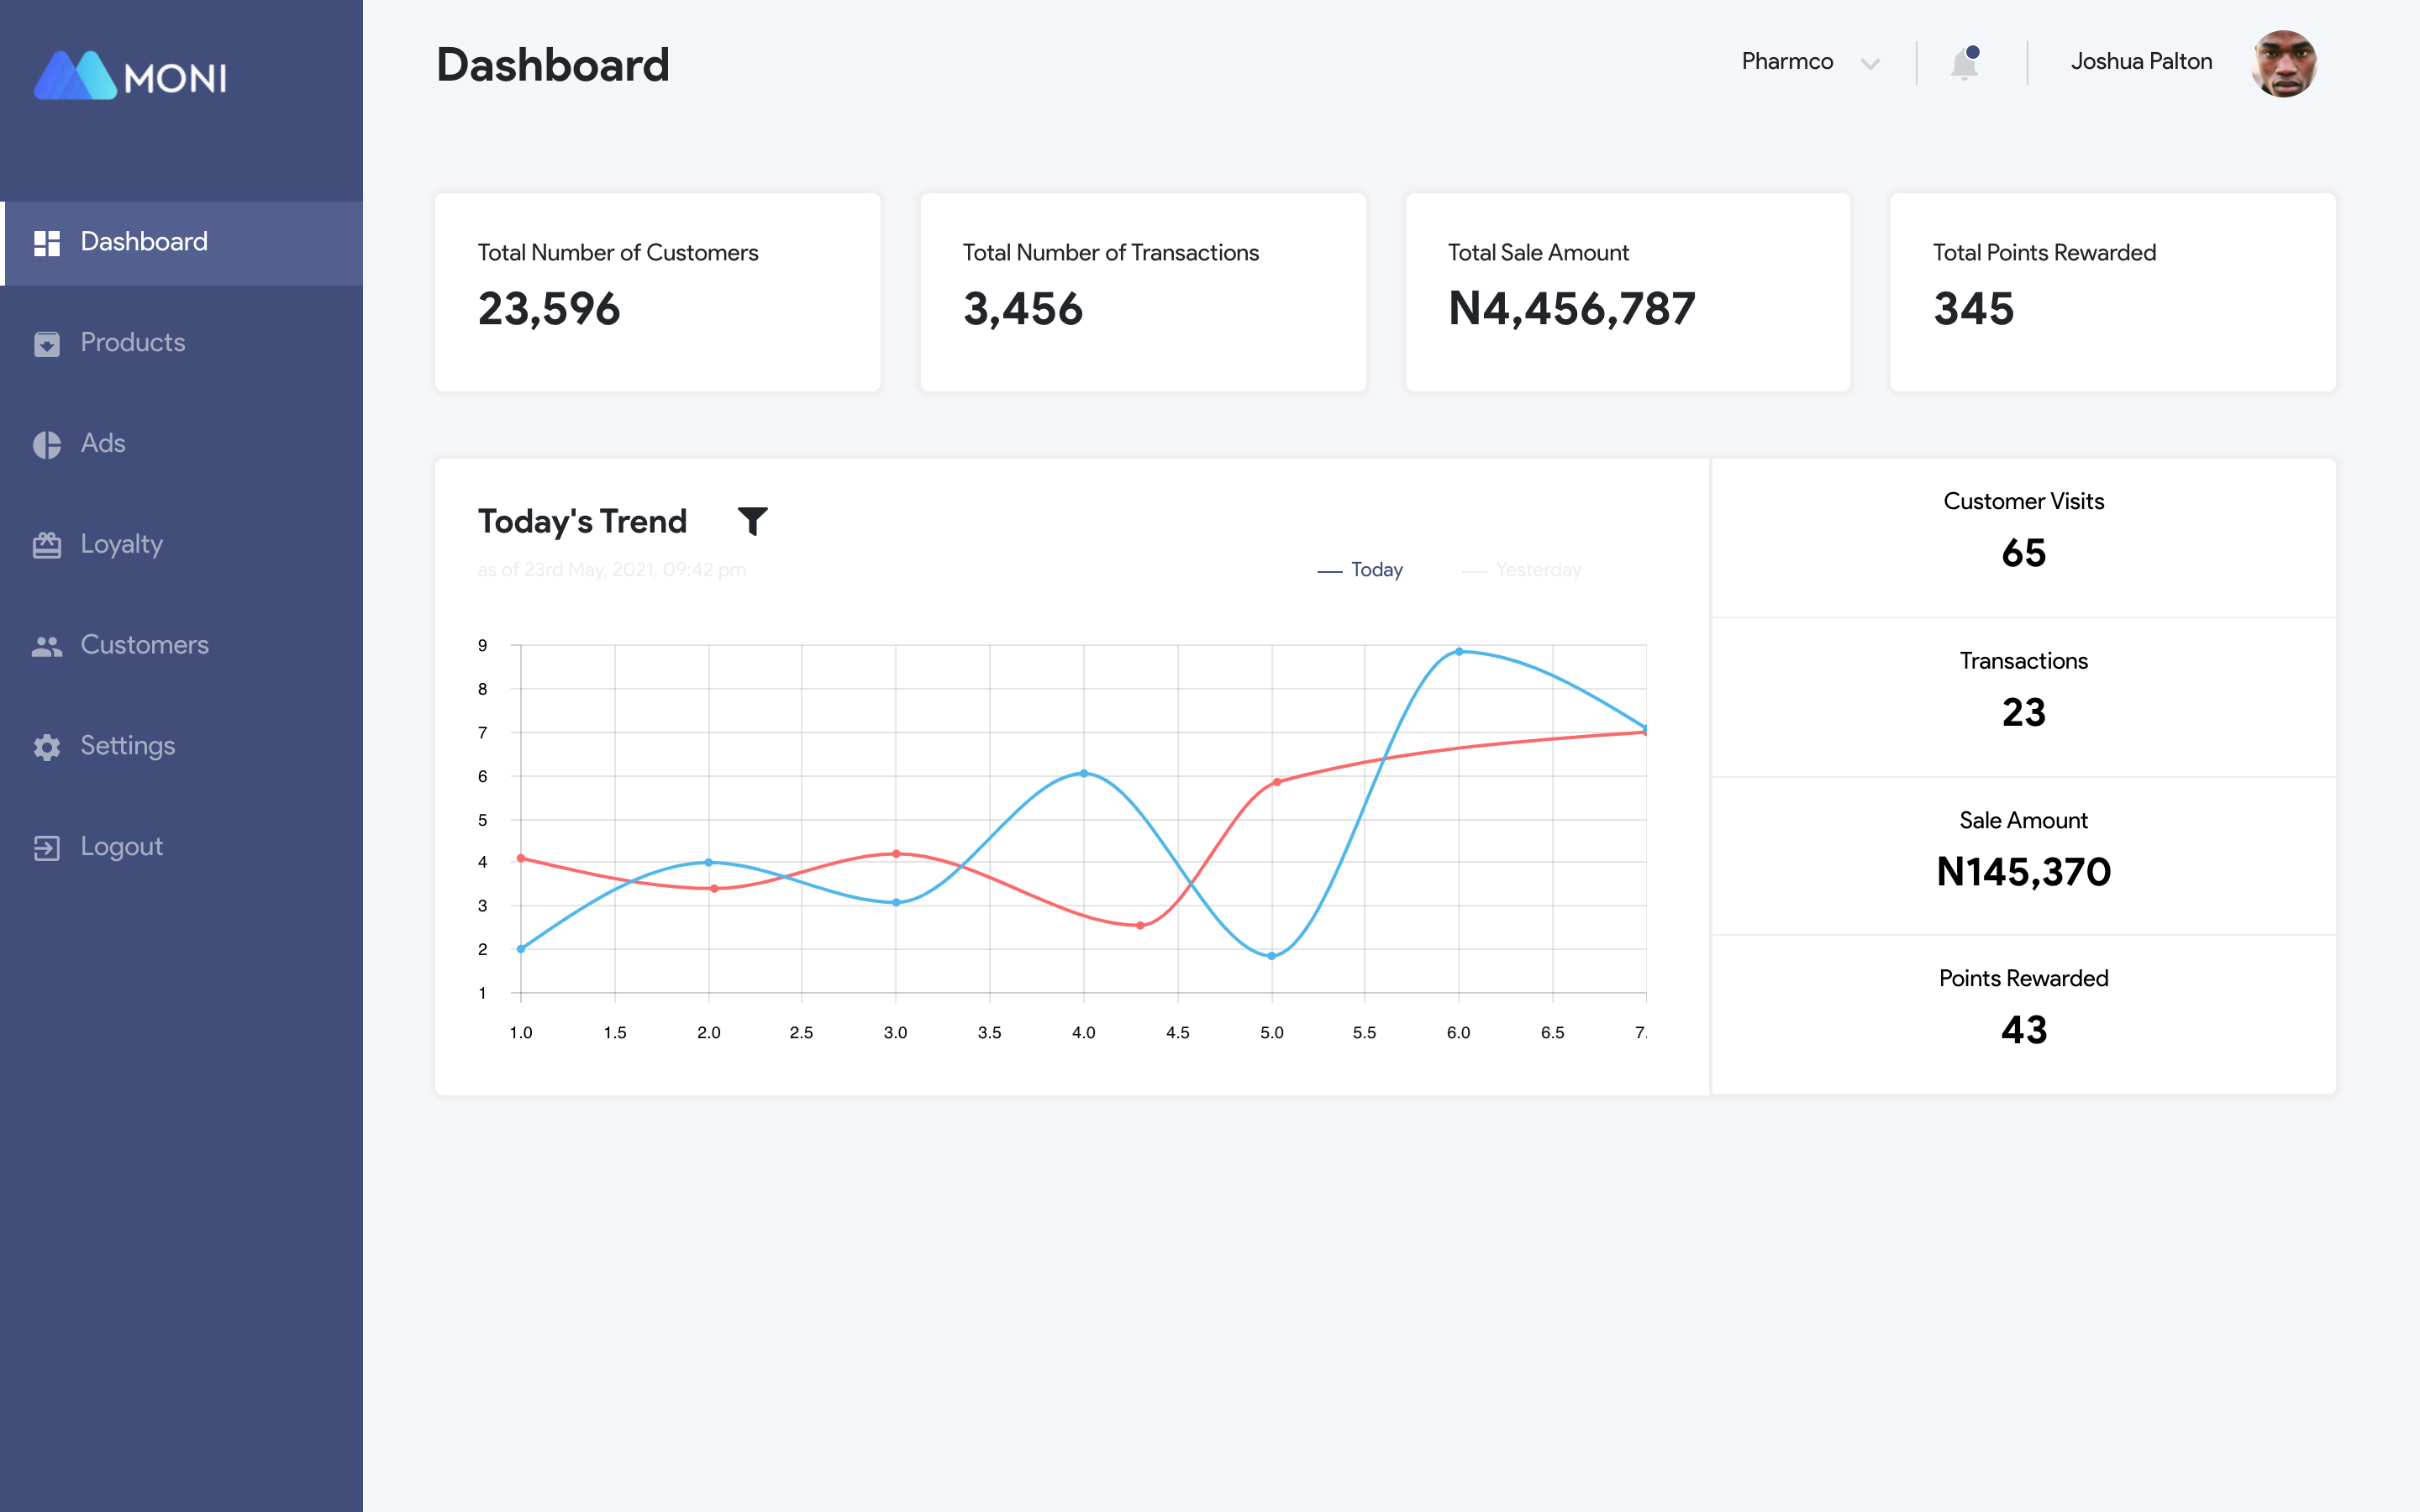 MONI
Dashboard
Products
Ads
Loyalty
Customers
Settings
Logout
Dashboard
Pharmco
Joshua Palton
Total Number of Customers
23,596
Total Number of Transactions
3,456
Total Sale Amount
N4,456,787
Total Points Rewarded
345
Today's Trend
as of 23rd May, 2021, 09:42 pm
Today
Yesterday
9
8
7
6
5
4
3
2
1
1.0 1.5 2.0 2.5 3.0 3.5 4.0 4.5 5.0 5.5 6.0 6.5 7.
Customer Visits
65
Transactions
23
Sale Amount
N145,370
Points Rewarded
43